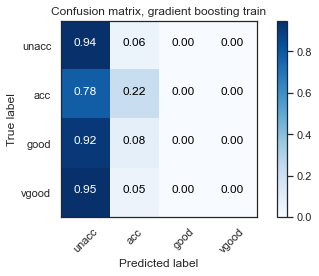 Confusion matrix, gradient boosting train
True label
unacc 0.94 0.06 0.00 0.00
acc 0.78 0.22 0.00 0.00
good 0.92 0.08 0.00 0.00
vgood 0.95 0.05 0.00 0.00
unacc acc good vgood
Predicted label
0.8
0.6
0.4
0.2
0.0